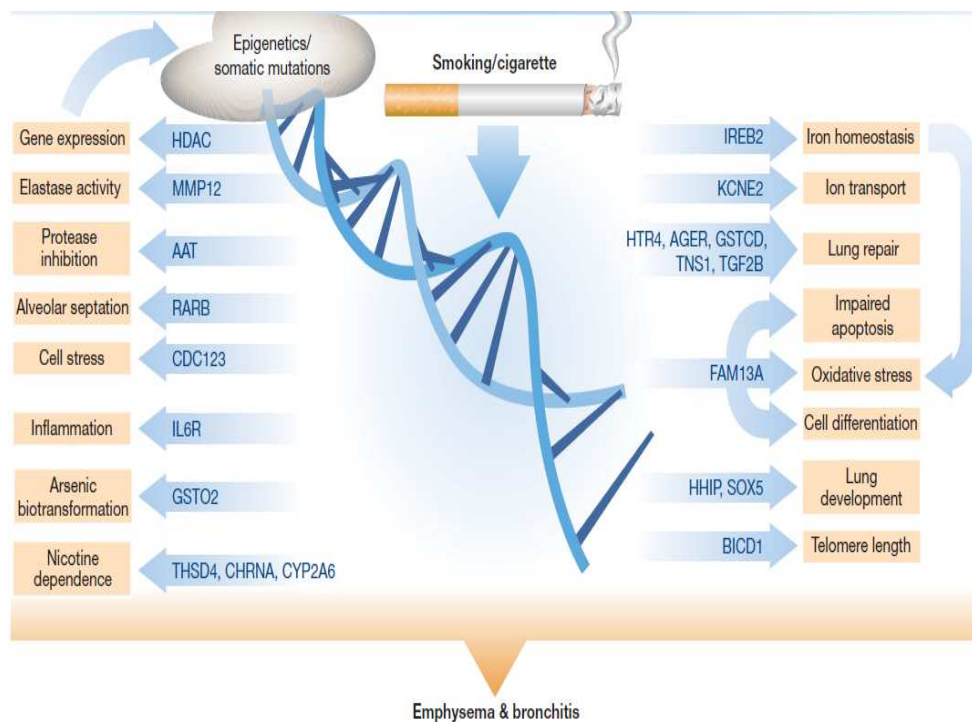 Epigenetics/
somatic mutations
Smoking/cigarette
Gene expression
HDAC
Elastase activity
MMP12
Protease
inhibition
AAT
Alveolar septation
RARB
Cell stress
CDC123
Inflammation
IL6R
Arsenic
biotransformation
GSTO2
Nicotine
dependence
THSD4, CHRNA, CYP2A6
IREB2
Iron homeostasis
KCNE2
Ion transport
HTR4, AGER, GSTCD,
TNS1, TGF2B
Lung repair
Impaired
apoptosis
FAM13A
Oxidative stress
Cell differentiation
HHIP, SOX5
Lung
development
BICD1
Telomere length
Emphysema & bronchitis